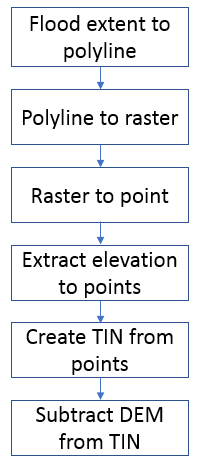 Flood extent to
polyline
Polyline to raster
Raster to point
Extract elevation
to points
Create TIN from
points
Subtract DEM
from TIN